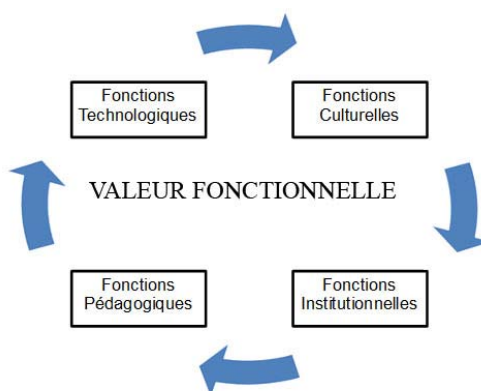 Fonctions
Technologiques
Fonctions
Culturelles
VALEUR FONCTIONNELLE
Fonctions
Pédagogiques
Fonctions
Institutionnelles